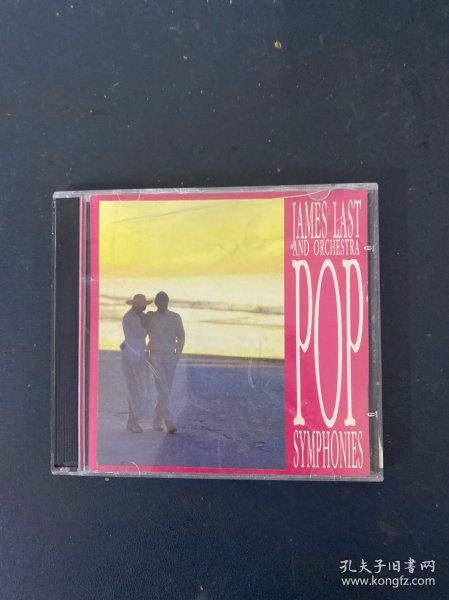 JAMES LAST
AND ORCHESTRA
POP
SYMPHONIES
孔夫子旧书网
www.kongfz.com